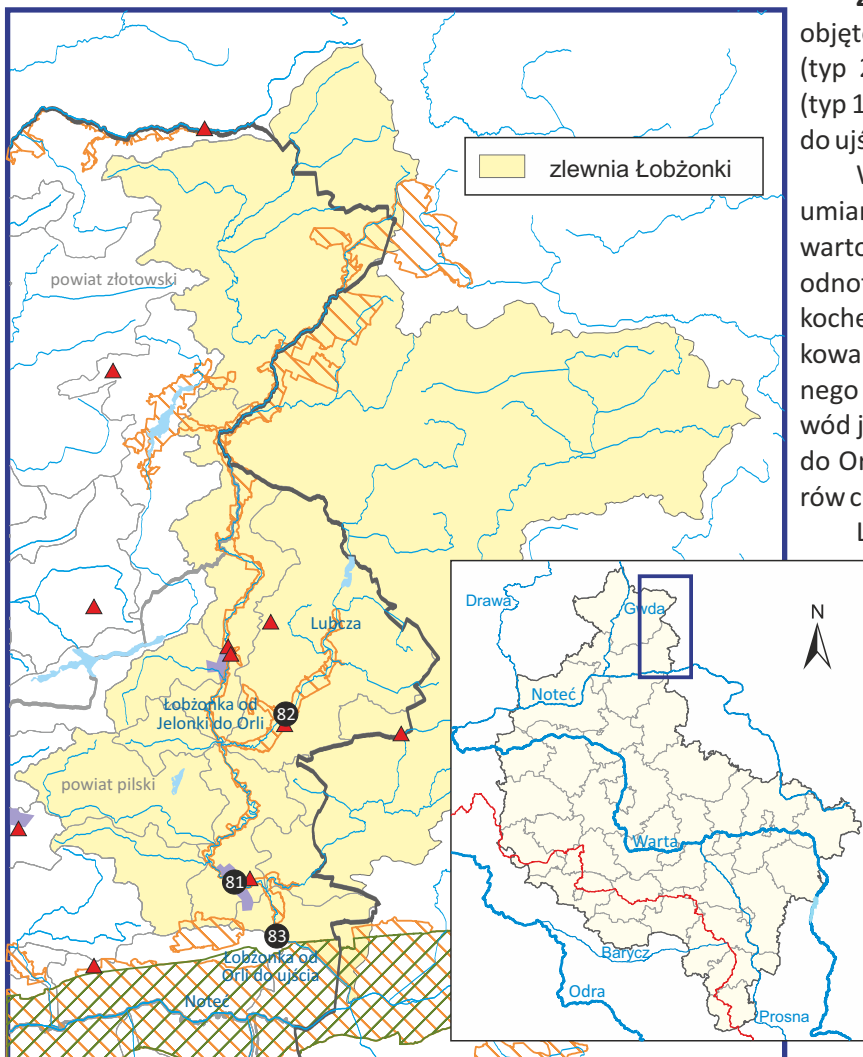 objęt
(typ 2
(typ 1
do ujś
W
umiar
wartc
odnot
koche
kowa
nego
wód j
do Or
rów c
L
zlewnia Łobżonki
powiat złotowski
Lubcza
Łobżonka od
Jelonki do Orli
82
powiat pilski
81
83
Łobżonka od
Orli do ujścia
Noteć
Drawa
Gwda
N
Noteć
Warta
Barycz
Odra
Prosna